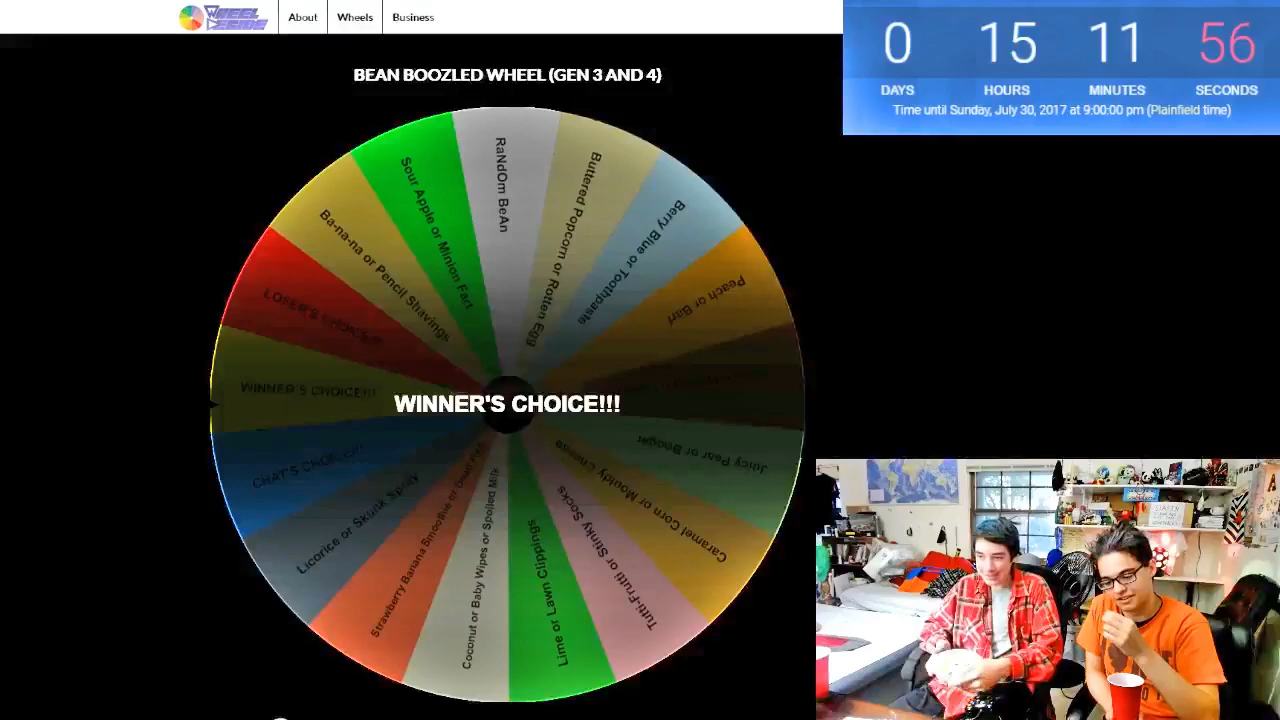 WHEEL
DECIDE
About
Wheels
Business
0
15
11
56
DAYS
HOURS
MINUTES
SECONDS
Time until Sunday, July 30, 2017 at 9:00:00 pm (Plainfield time)
BEAN BOOZLED WHEEL (GEN 3 AND 4)
RaNdOm BeAn
Buttered Popcorn or Rotten Egg
Berry Blue or Toothpaste
Peach or Barf
Juicy Pear or Booger
Caramel Corn or Mouldy Cheese
Tutti-Frutti or Stinky Socks
Lime or Lawn Clippings
Coconut or Baby Wipes or Spoiled Milk
Strawberry Banana Smoothie or Dead Fish
Licorice or Skunk Spray
CHAT'S CHOICE!!!
WINNER'S CHOICE!!!
LOSER'S CHOICE!!!
Ba-na-na or Pencil Shavings
Sour Apple or Minion Fart
WINNER'S CHOICE!!!